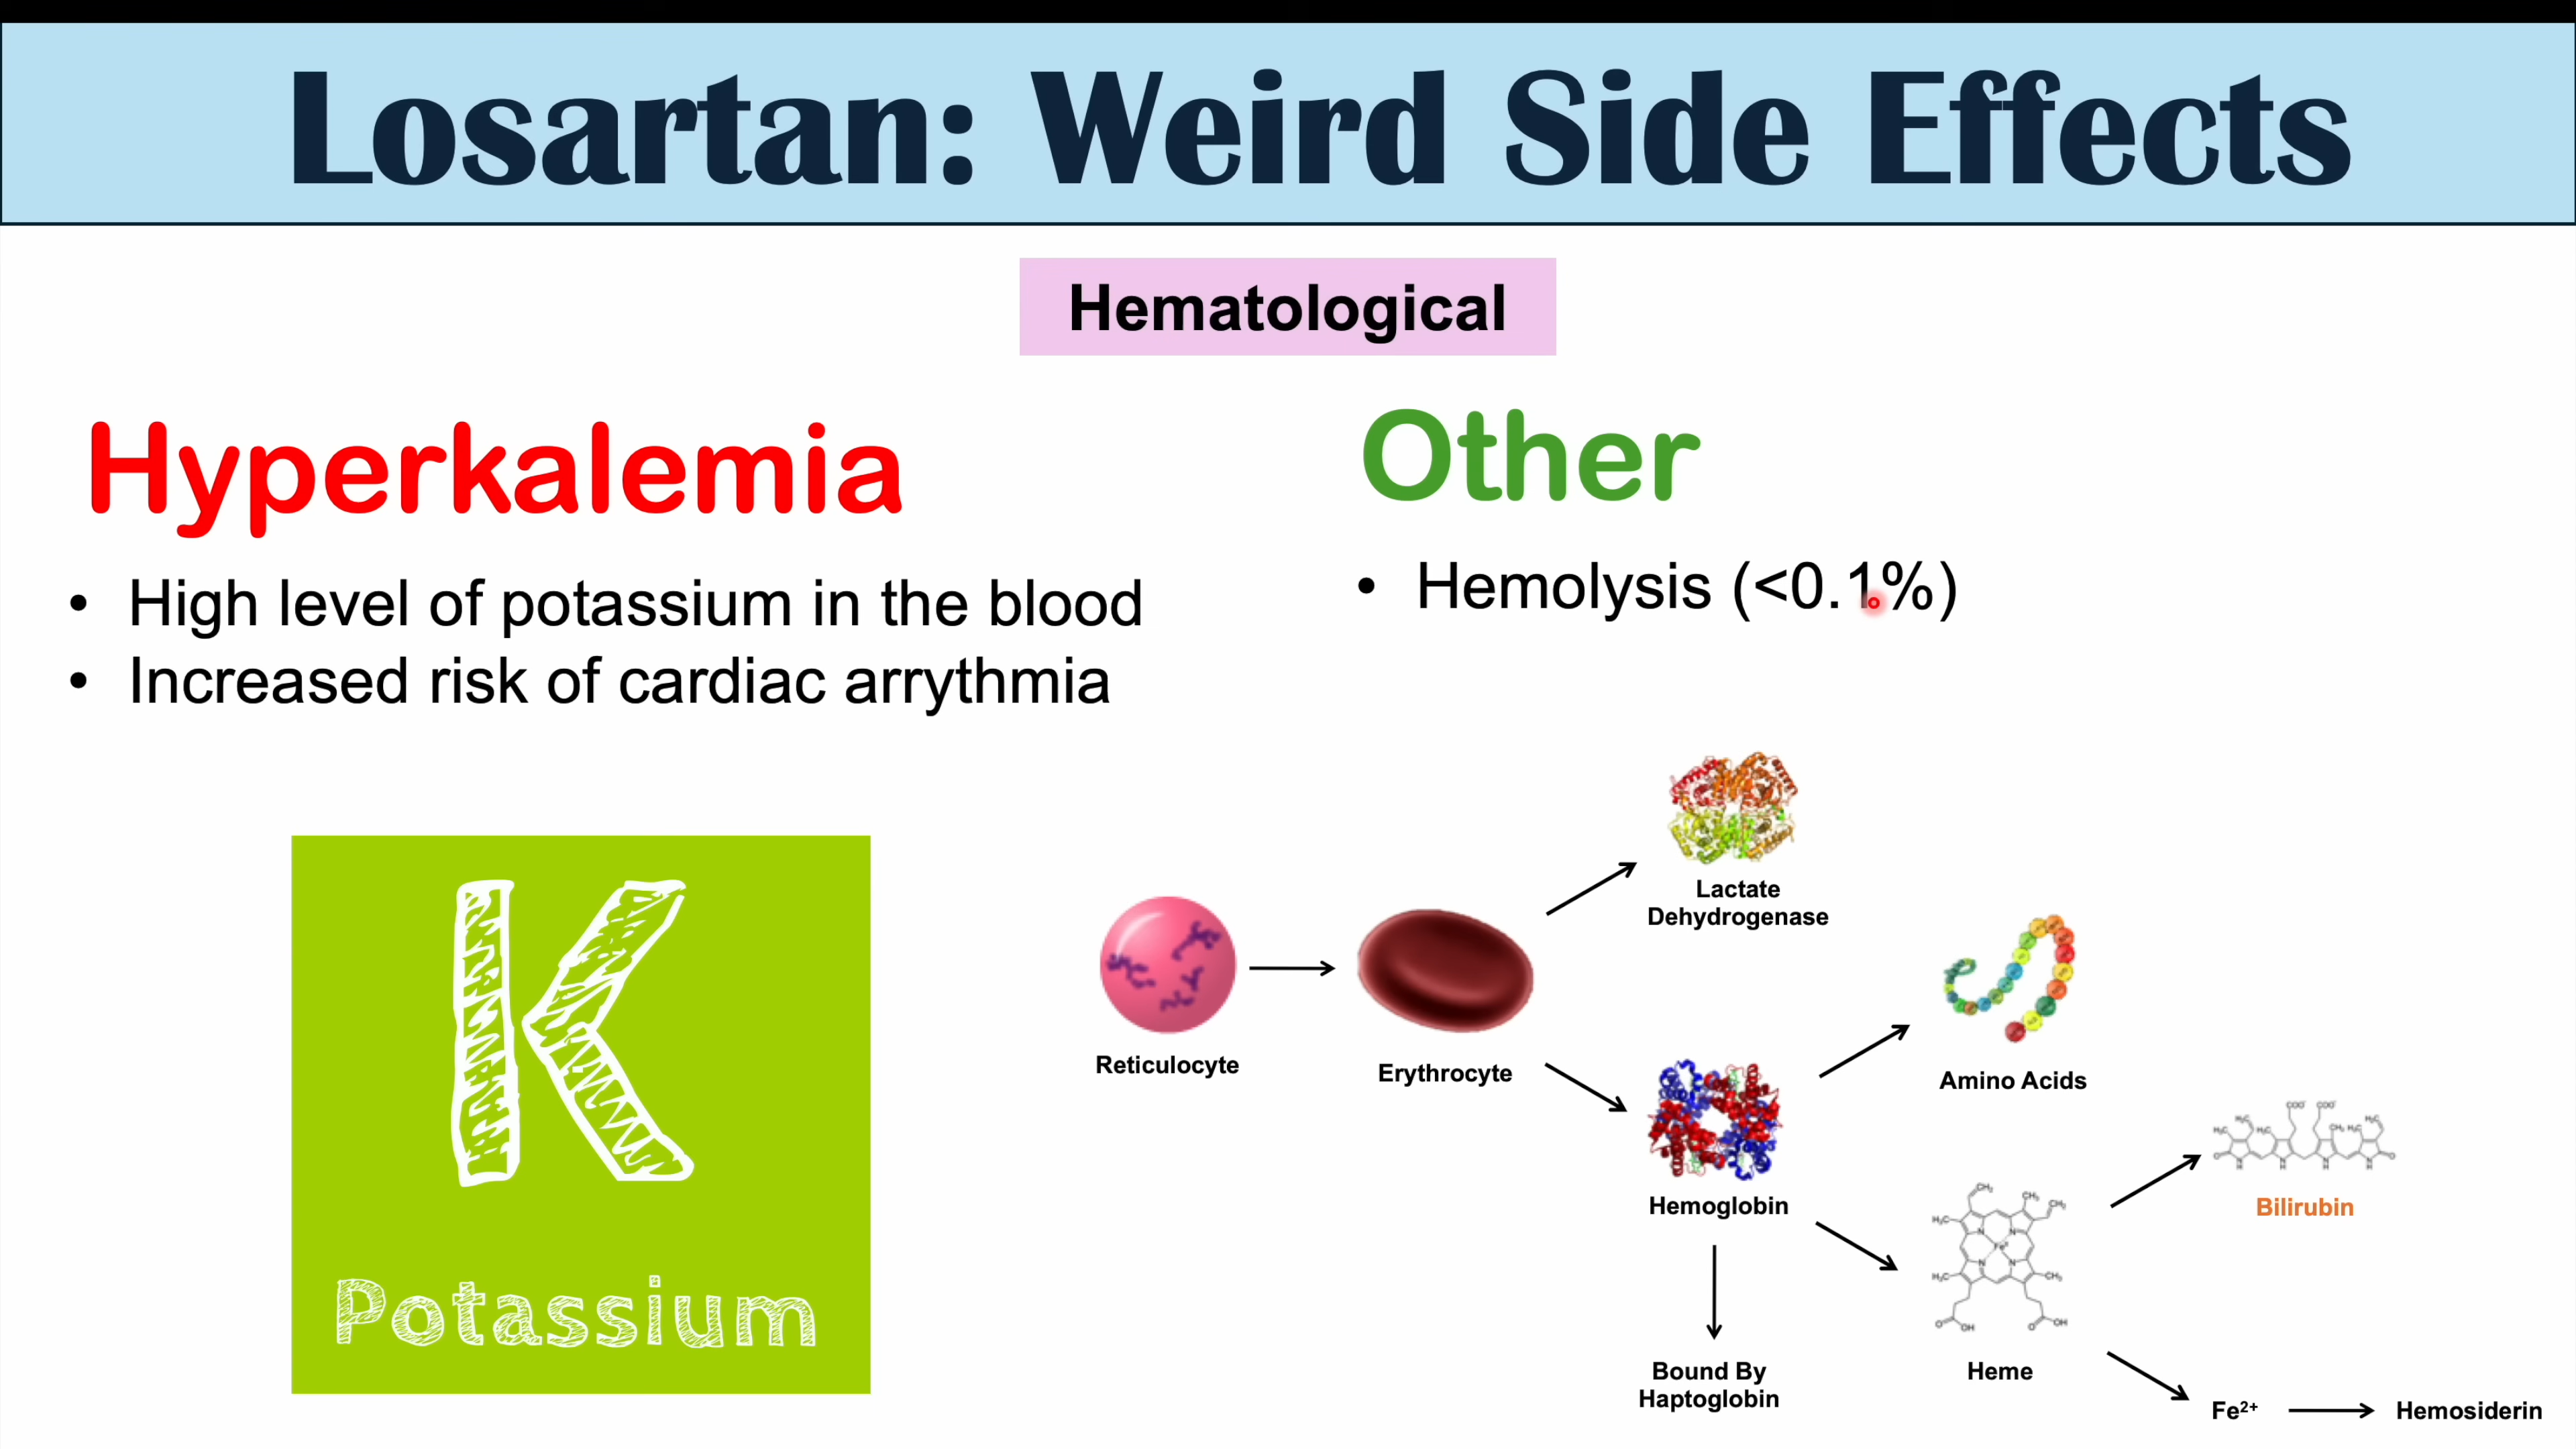 Losartan: Weird Side Effects
Hematological
Hyperkalemia
• High level of potassium in the blood
• Increased risk of cardiac arrythmia
K
Potassium
Other
• Hemolysis (<0.1%)
Reticulocyte
Erythrocyte
Lactate
Dehydrogenase
Hemoglobin
Bound By
Haptoglobin
Amino Acids
Heme
Bilirubin
Fe²⁺
Hemosiderin